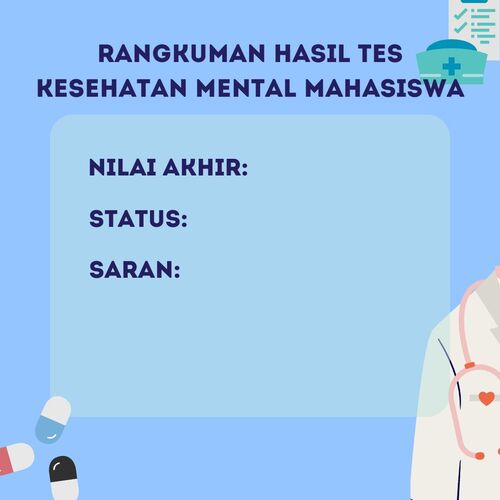 RANGKUMAN HASIL TES
KESEHATAN MENTAL MAHASISWA
NILAI AKHIR:
STATUS:
SARAN: